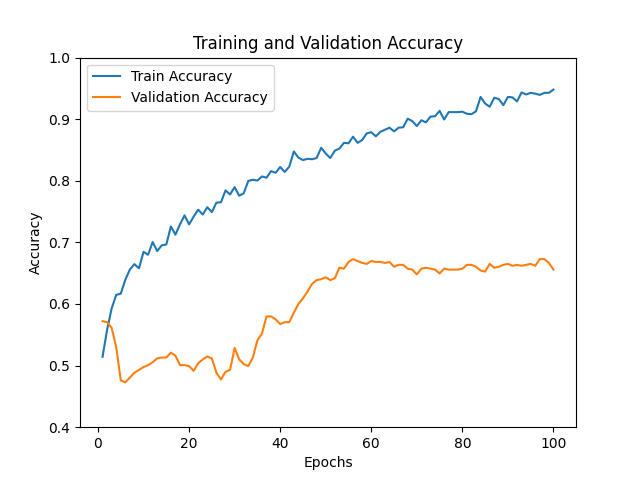 Training and Validation Accuracy
Train Accuracy
Validation Accuracy
1.0
0.9
0.8
0.7
0.6
0.5
0.4
Accuracy
0 20 40 60 80 100
Epochs